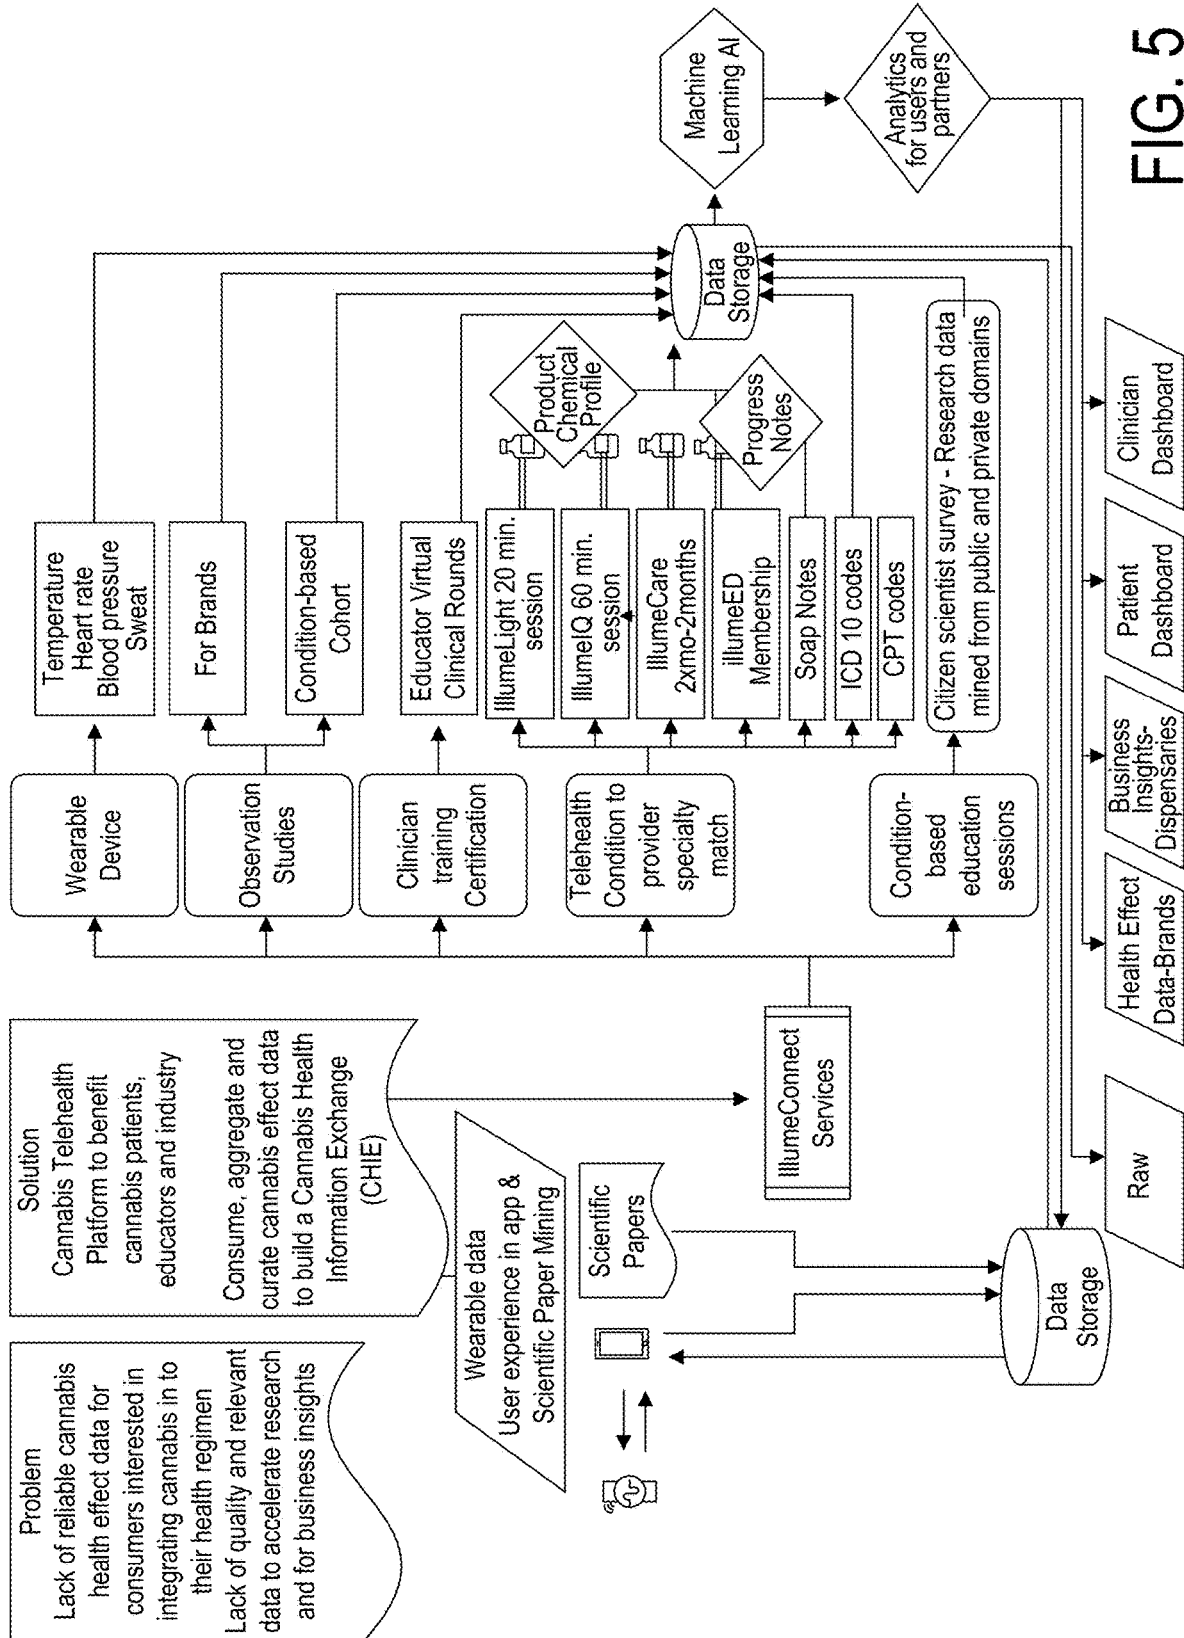 Problem
Lack of reliable cannabis
health effect data for
consumers interested in
integrating cannabis in to
their health regimen
Lack of quality and relevant
data to accelerate research
and for business insights
Solution
Cannabis Telehealth
Platform to benefit
cannabis patients,
educators and industry
Consume, aggregate and
curate cannabis effect data
to build a Cannabis Health
Information Exchange
(CHIE)
Wearable data
User experience in app &
Scientific Paper Mining
Scientific
Papers
Data
Storage
IllumeConnect
Services
Wearable
Device
Observation
Studies
Clinician
training
Certification
Telehealth
Condition to
provider
specialty
match
Condition-
based
education
sessions
Temperature
Heart rate
Blood pressure
Sweat
For Brands
Condition-based
Cohort
Educator Virtual
Clinical Rounds
IllumeLight 20 min.
session
IllumeIQ 60 min.
session
IllumeCare
2xmo-2months
illumeED
Membership
Soap Notes
ICD 10 codes
CPT codes
Citizen scientist survey - Research data
mined from public and private domains
Product
Chemical
Profile
Progress
Notes
Data
Storage
Machine
Learning AI
Analytics
for users and
partners
Raw
Health Effect
Data-Brands
Business
Insights-
Dispensaries
Patient
Dashboard
Clinician
Dashboard
FIG. 5